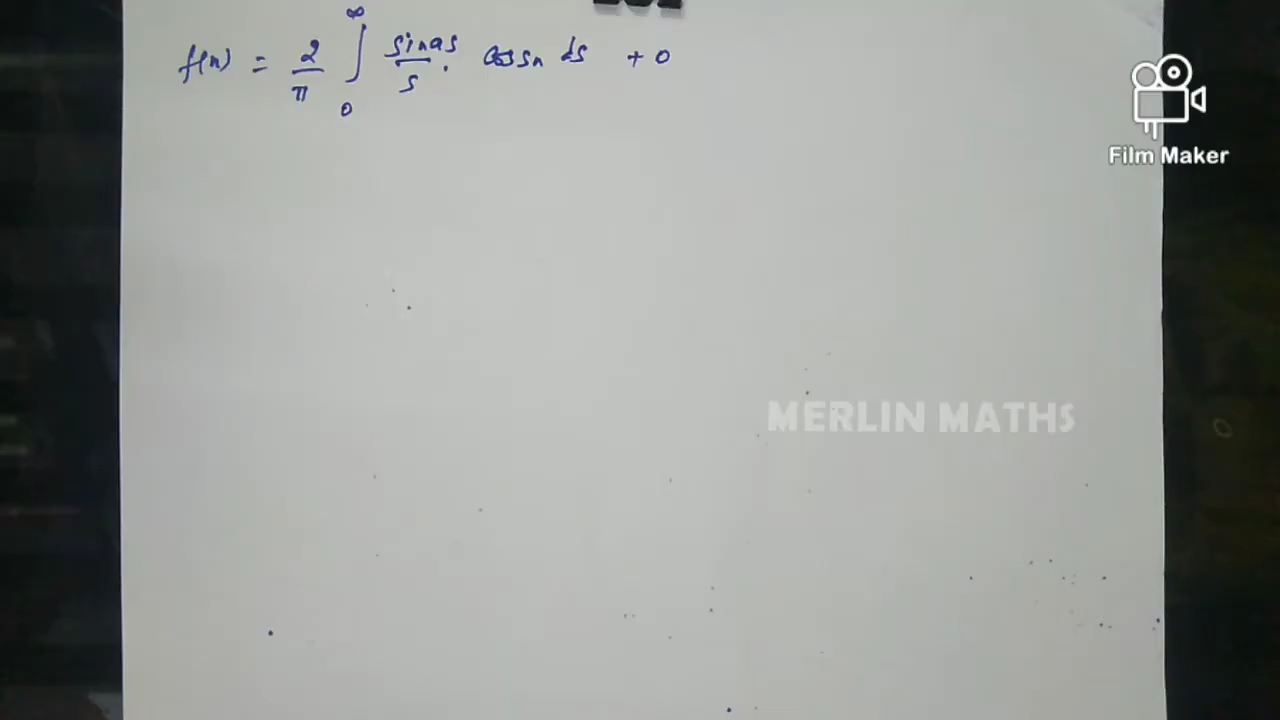 f(x) = 2/π ∫₀^∞ sin as/s . cos sx ds + 0
Film Maker
MERLIN MATHS